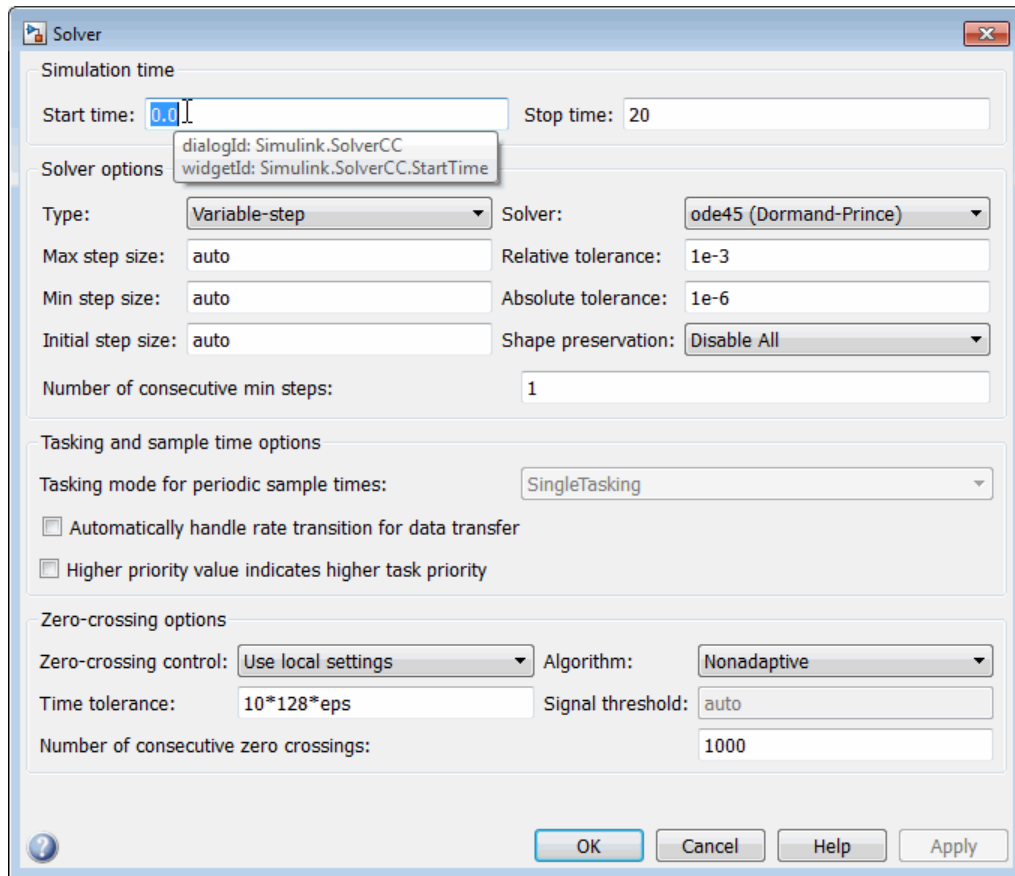 Solver
Simulation time
Start time: 0.0 Stop time: 20
dialogId: Simulink.SolverCC
widgetId: Simulink.SolverCC.StartTime
Solver options
Type: Variable-step Solver: ode45 (Dormand-Prince)
Max step size: auto Relative tolerance: 1e-3
Min step size: auto Absolute tolerance: 1e-6
Initial step size: auto Shape preservation: Disable All
Number of consecutive min steps: 1
Tasking and sample time options
Tasking mode for periodic sample times: SingleTasking
Automatically handle rate transition for data transfer
Higher priority value indicates higher task priority
Zero-crossing options
Zero-crossing control: Use local settings Algorithm: Nonadaptive
Time tolerance: 10*128*eps Signal threshold: auto
Number of consecutive zero crossings: 1000
OK Cancel Help Apply